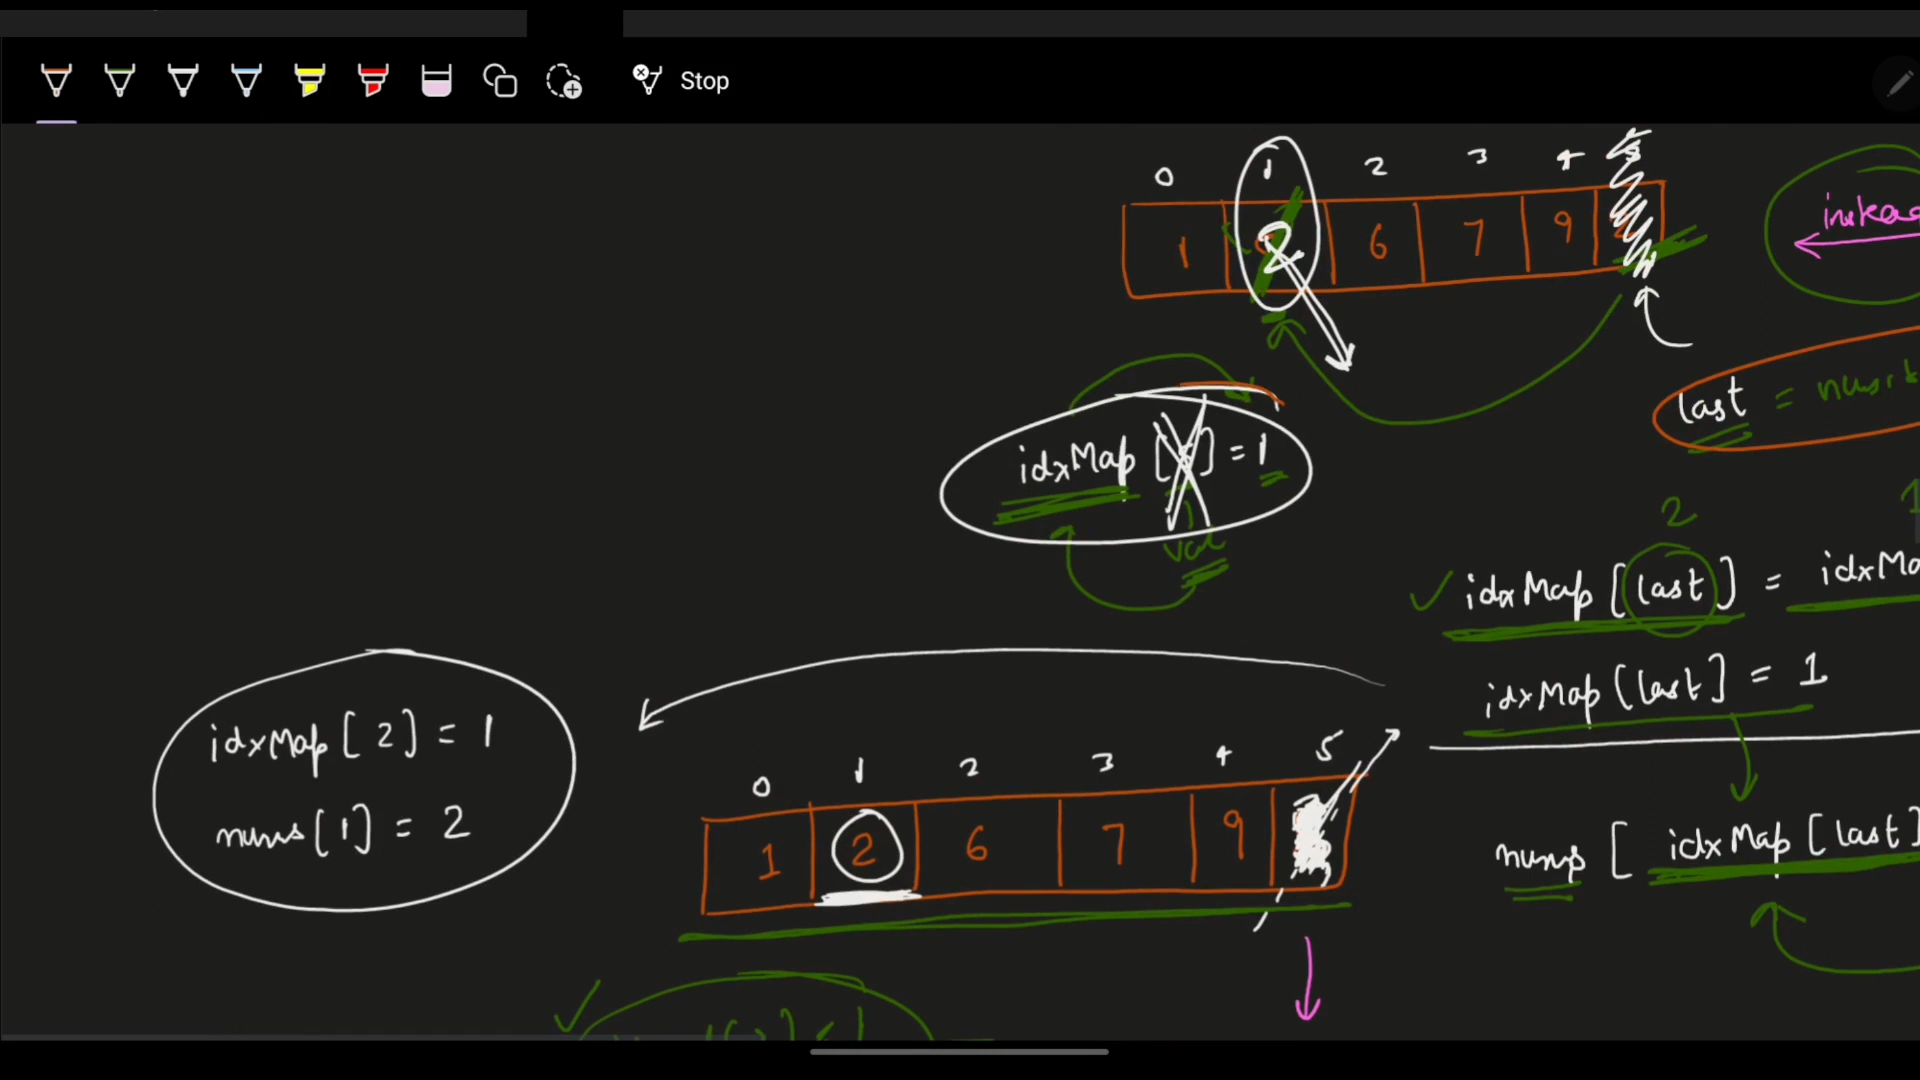 Stop
0 1 2 3 4
1 2 6 7 9
last =
idxMap [ ] = 1
val
2
idxMap [last] = idxMa
idxMap [last] = 1
idxMap [2] = 1
nums [1] = 2
0 1 2 3 4 5
1 2 6 7 9
nums [ idxMap [last]